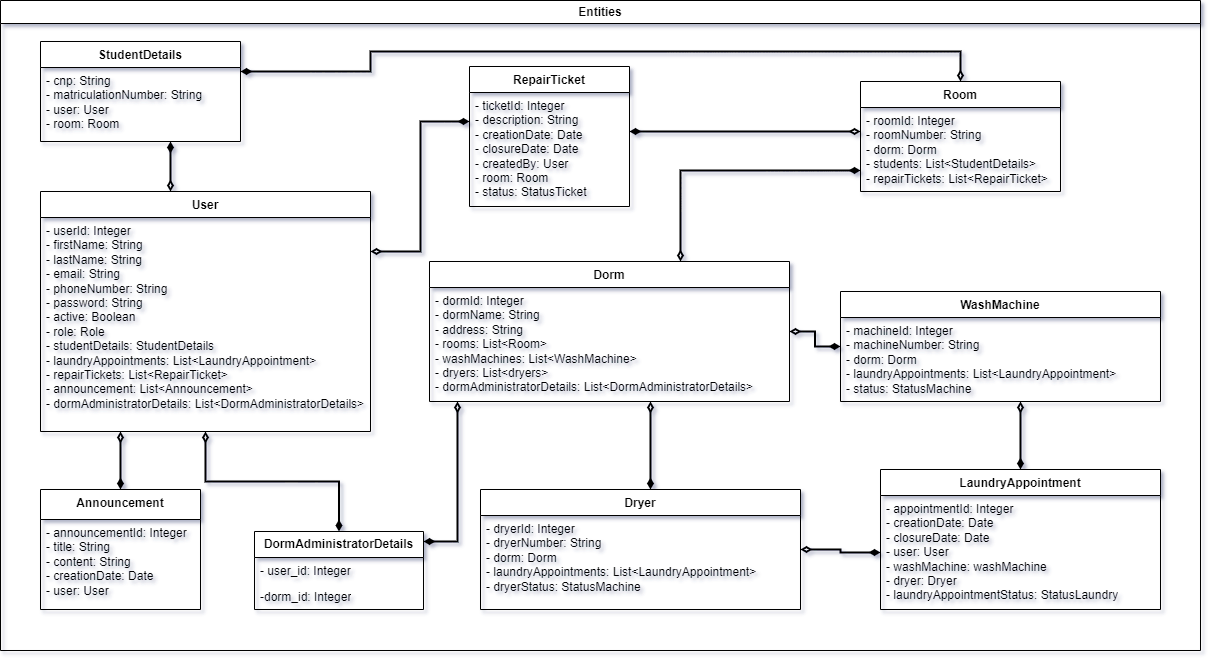 Entities
StudentDetails
- cnp: String
- matriculationNumber: String
- user: User
- room: Room
RepairTicket
- ticketId: Integer
- description: String
- creationDate: Date
- closureDate: Date
- createdBy: User
- room: Room
- status: StatusTicket
Room
- roomId: Integer
- roomNumber: String
- dorm: Dorm
- students: List<StudentDetails>
- repairTickets: List<RepairTicket>
User
- userId: Integer
- firstName: String
- lastName: String
- email: String
- phoneNumber: String
- password: String
- active: Boolean
- role: Role
- studentDetails: StudentDetails
- laundryAppointments: List<LaundryAppointment>
- repairTickets: List<RepairTicket>
- announcement: List<Announcement>
- dormAdministratorDetails: List<DormAdministratorDetails>
Dorm
- dormId: Integer
- dormName: String
- address: String
- rooms: List<Room>
- washMachines: List<WashMachine>
- dryers: List<dryers>
- dormAdministratorDetails: List<DormAdministratorDetails>
WashMachine
- machineId: Integer
- machineNumber: String
- dorm: Dorm
- laundryAppointments: List<LaundryAppointment>
- status: StatusMachine
Announcement
- announcementId: Integer
- title: String
- content: String
- creationDate: Date
- user: User
DormAdministratorDetails
- user_id: Integer
-dorm_id: Integer
Dryer
- dryerId: Integer
- dryerNumber: String
- dorm: Dorm
- laundryAppointments: List<LaundryAppointment>
- dryerStatus: StatusMachine
LaundryAppointment
- appointmentId: Integer
- creationDate: Date
- closureDate: Date
- user: User
- washMachine: washMachine
- dryer: Dryer
- laundryAppointmentStatus: StatusLaundry